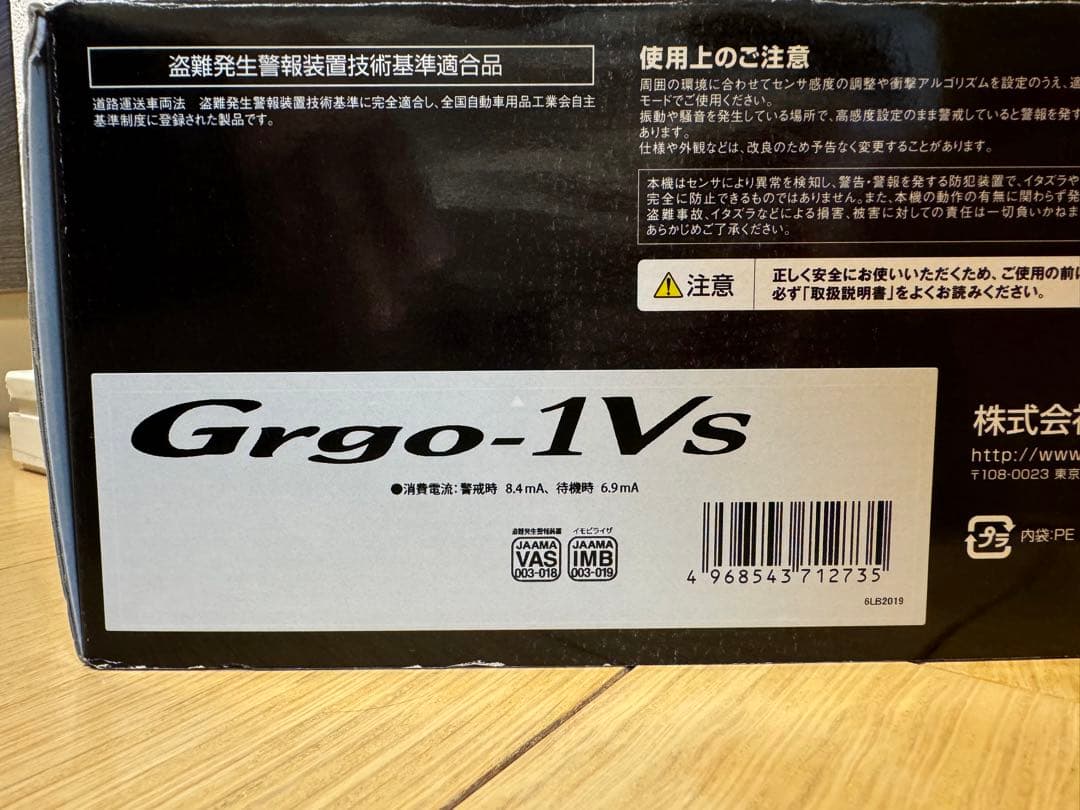 盗難発生警報装置技術基準適合品
道路運送車両法　盗難発生警報装置技術基準に完全適合し、全国自動車用品工業会自主
基準制度に登録された製品です。
使用上のご注意
周囲の環境に合わせてセンサ感度の調整や衝撃アルゴリズムを設定のうえ、適
モードでご使用ください。
振動や騒音を発生している場所で、高感度設定のまま警戒していると警報を発す
あります。
仕様や外観などは、改良のため予告なく変更することがあります。
本機はセンサにより異常を検知し、警告・警報を発する防犯装置で、イタズラや
完全に防止できるものではありません。また、本機の動作の有無に関わらず発
盗難事故、イタズラなどによる損害、被害に対しての責任は一切負いかねま
あらかじめご了承ください。
注意
正しく安全にお使いいただくため、ご使用の前に
必ず「取扱説明書」をよくお読みください。
Grgo-1Vs
●消費電流：警戒時 8.4mA、待機時 6.9mA
盗難発生警報装置 イモビライザ
JAAMA VAS 003-018
JAAMA IMB 003-019
4 968543 712735
6LB2019
株式会
http://www
〒108-0023 東京
プラ 内袋:PE